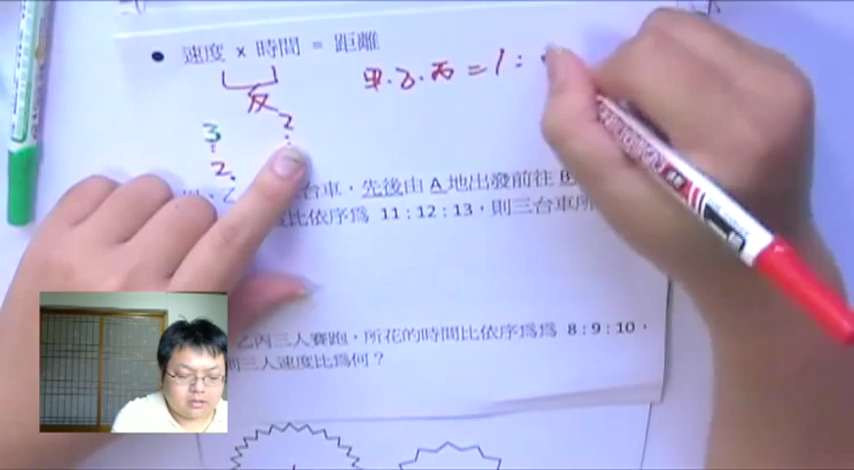 ● 速度 × 時間 = 距離
甲.乙.丙 = 1 :
反
3 : 2
2 :
台車，先後由 A 地出發前往 B
比依序爲 11：12：13，則三台車所
乙丙三人賽跑，所花的時間比依序爲爲 8：9：10，
則三人速度比爲何？